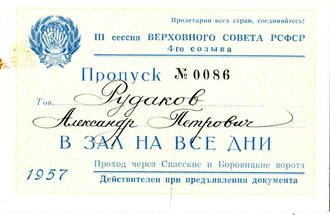 Пролетарии всех стран, соединяйтесь!
III сессия ВЕРХОВНОГО СОВЕТА РСФСР
4-го созыва
Пропуск № 0086
Тов. Рудаков
Александр Петрович
В ЗАЛ НА ВСЕ ДНИ
1957
Проход через Спасские и Боровицкие ворота
Действителен при предъявлении документа